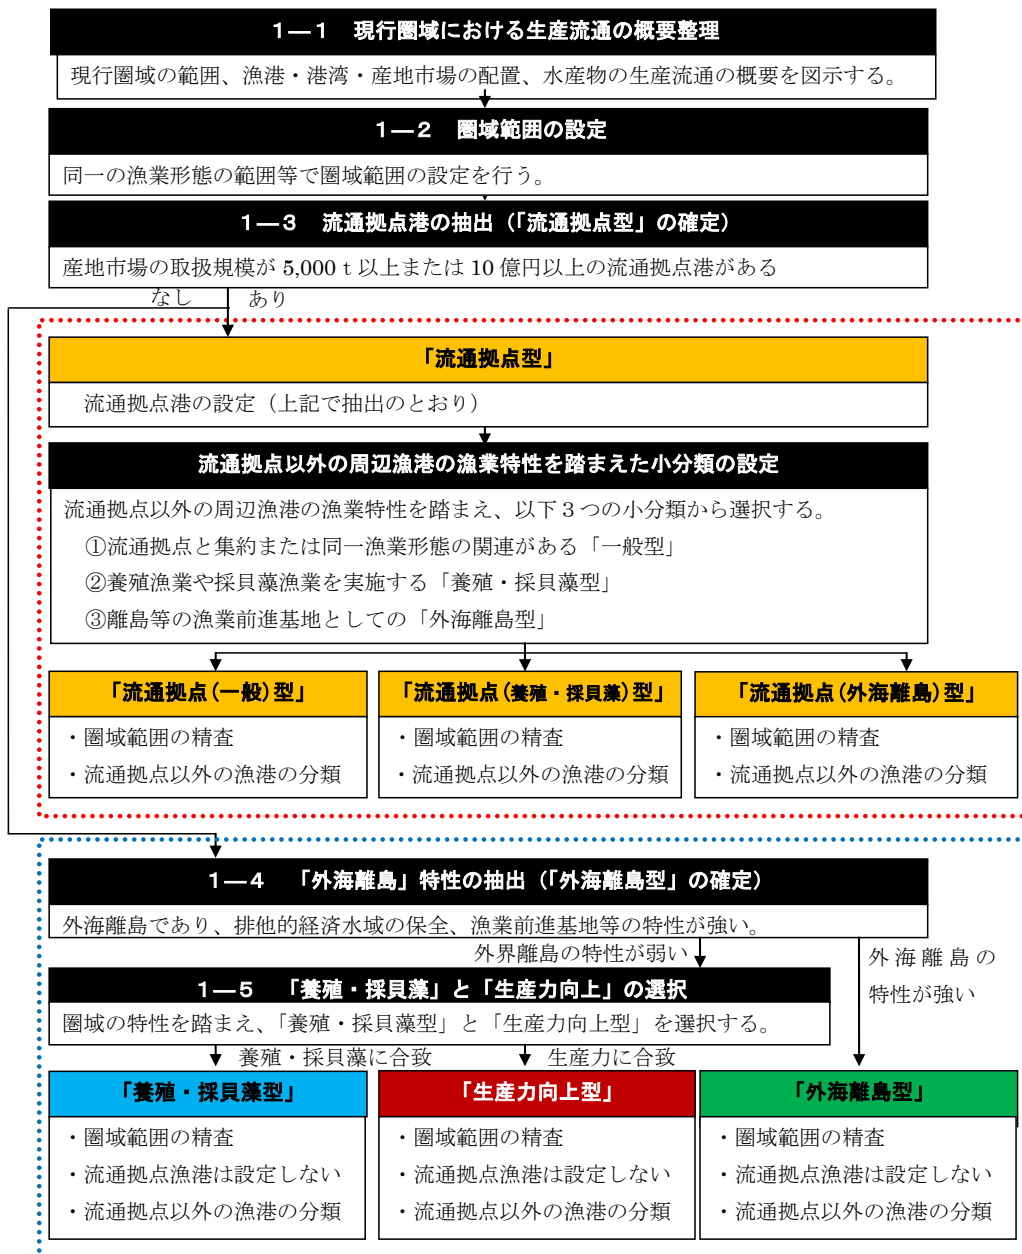 1―1 現行圏域における生産流通の概要整理
現行圏域の範囲、漁港・港湾・産地市場の配置、水産物の生産流通の概要を図示する。
1―2 圏域範囲の設定
同一の漁業形態の範囲等で圏域範囲の設定を行う。
1―3 流通拠点港の抽出（「流通拠点型」の確定）
産地市場の取扱規模が 5,000ｔ以上または 10 億円以上の流通拠点港がある
なし あり
「流通拠点型」
流通拠点港の設定（上記で抽出のとおり）
流通拠点以外の周辺漁港の漁業特性を踏まえた小分類の設定
流通拠点以外の周辺漁港の漁業特性を踏まえ、以下３つの小分類から選択する。
①流通拠点と集約または同一漁業形態の関連がある「一般型」
②養殖漁業や採貝藻漁業を実施する「養殖・採貝藻型」
③離島等の漁業前進基地としての「外海離島型」
「流通拠点（一般）型」
・圏域範囲の精査
・流通拠点以外の漁港の分類
「流通拠点（養殖・採貝藻）型」
・圏域範囲の精査
・流通拠点以外の漁港の分類
「流通拠点（外海離島）型」
・圏域範囲の精査
・流通拠点以外の漁港の分類
1―4 「外海離島」特性の抽出（「外海離島型」の確定）
外海離島であり、排他的経済水域の保全、漁業前進基地等の特性が強い。
外界離島の特性が弱い
外海離島の
特性が強い
1―5 「養殖・採貝藻」と「生産力向上」の選択
圏域の特性を踏まえ、「養殖・採貝藻型」と「生産力向上型」を選択する。
養殖・採貝藻に合致
生産力に合致
「養殖・採貝藻型」
・圏域範囲の精査
・流通拠点漁港は設定しない
・流通拠点以外の漁港の分類
「生産力向上型」
・圏域範囲の精査
・流通拠点漁港は設定しない
・流通拠点以外の漁港の分類
「外海離島型」
・圏域範囲の精査
・流通拠点漁港は設定しない
・流通拠点以外の漁港の分類